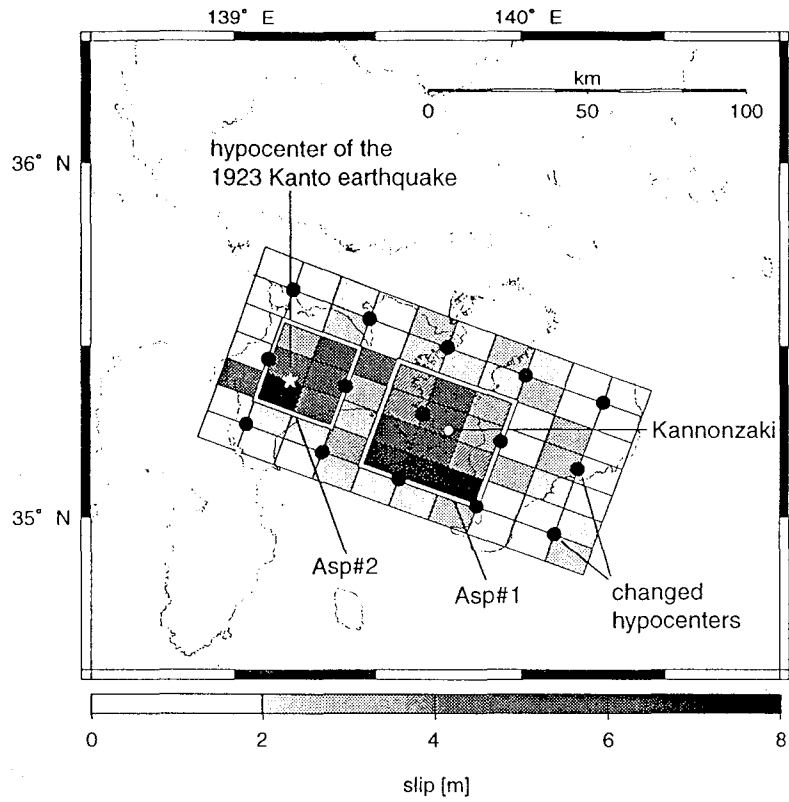 139° E 140° E
km
0 50 100
36° N
hypocenter of the
1923 Kanto earthquake
Kannonzaki
35° N
Asp#2
Asp#1
changed
hypocenters
0 2 4 6 8
slip [m]